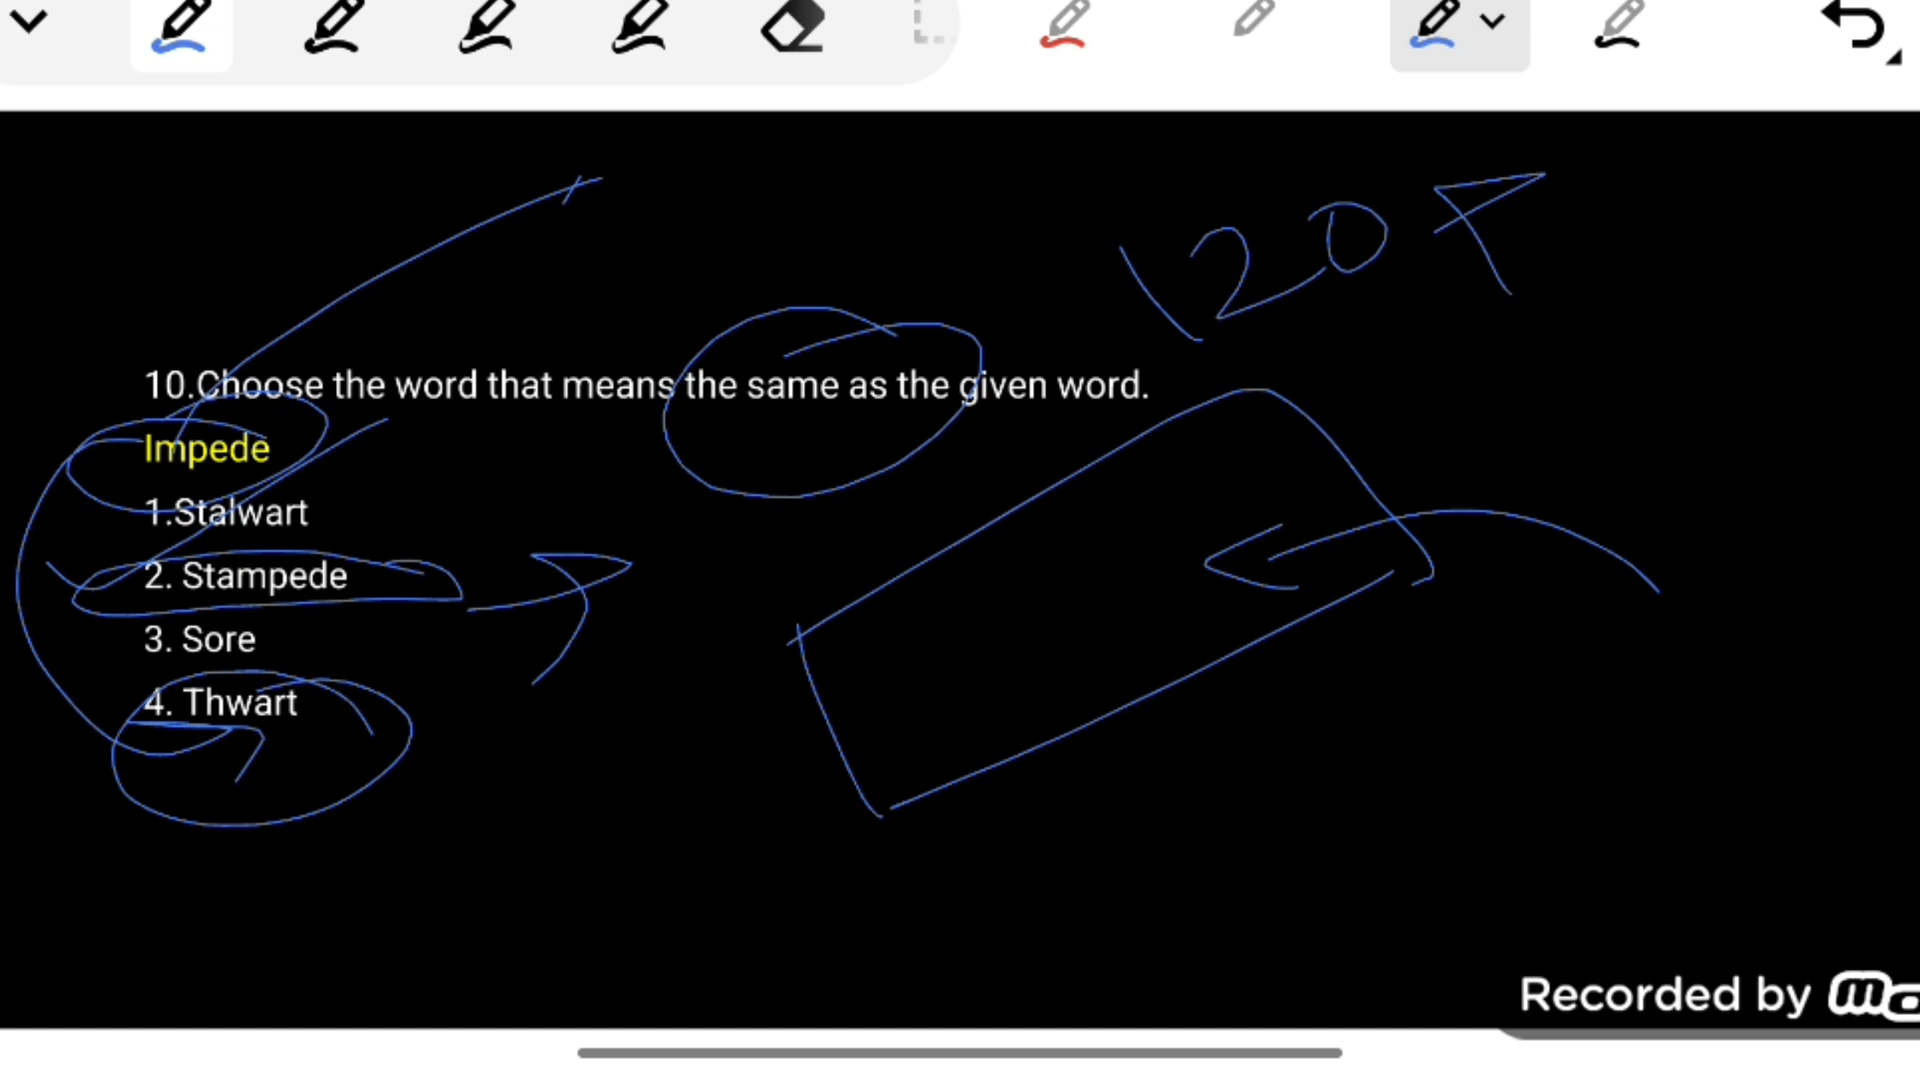 120
10.Choose the word that means the same as the given word.
Impede
1.Stalwart
2. Stampede
3. Sore
4. Thwart
Recorded by